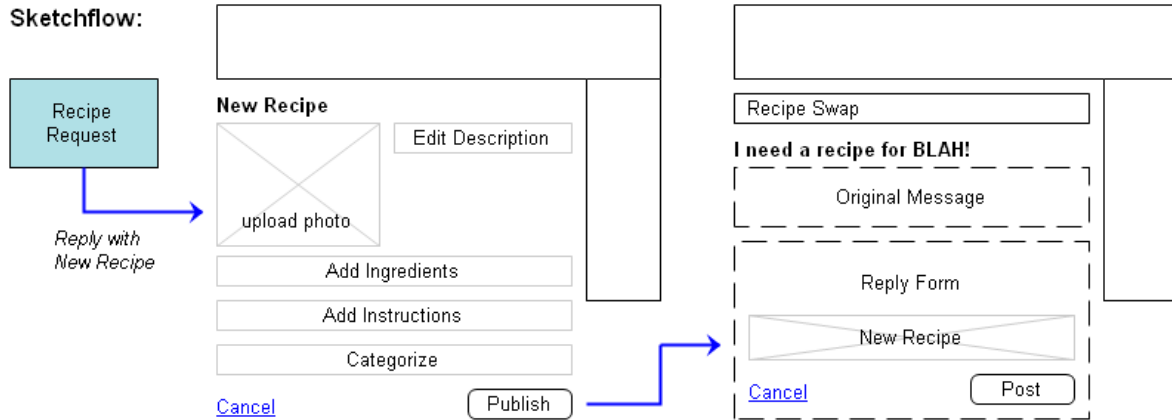 Sketchflow:
Recipe
Request
Reply with
New Recipe
New Recipe
Edit Description
upload photo
Add Ingredients
Add Instructions
Categorize
Cancel
Publish
Recipe Swap
I need a recipe for BLAH!
Original Message
Reply Form
New Recipe
Cancel
Post